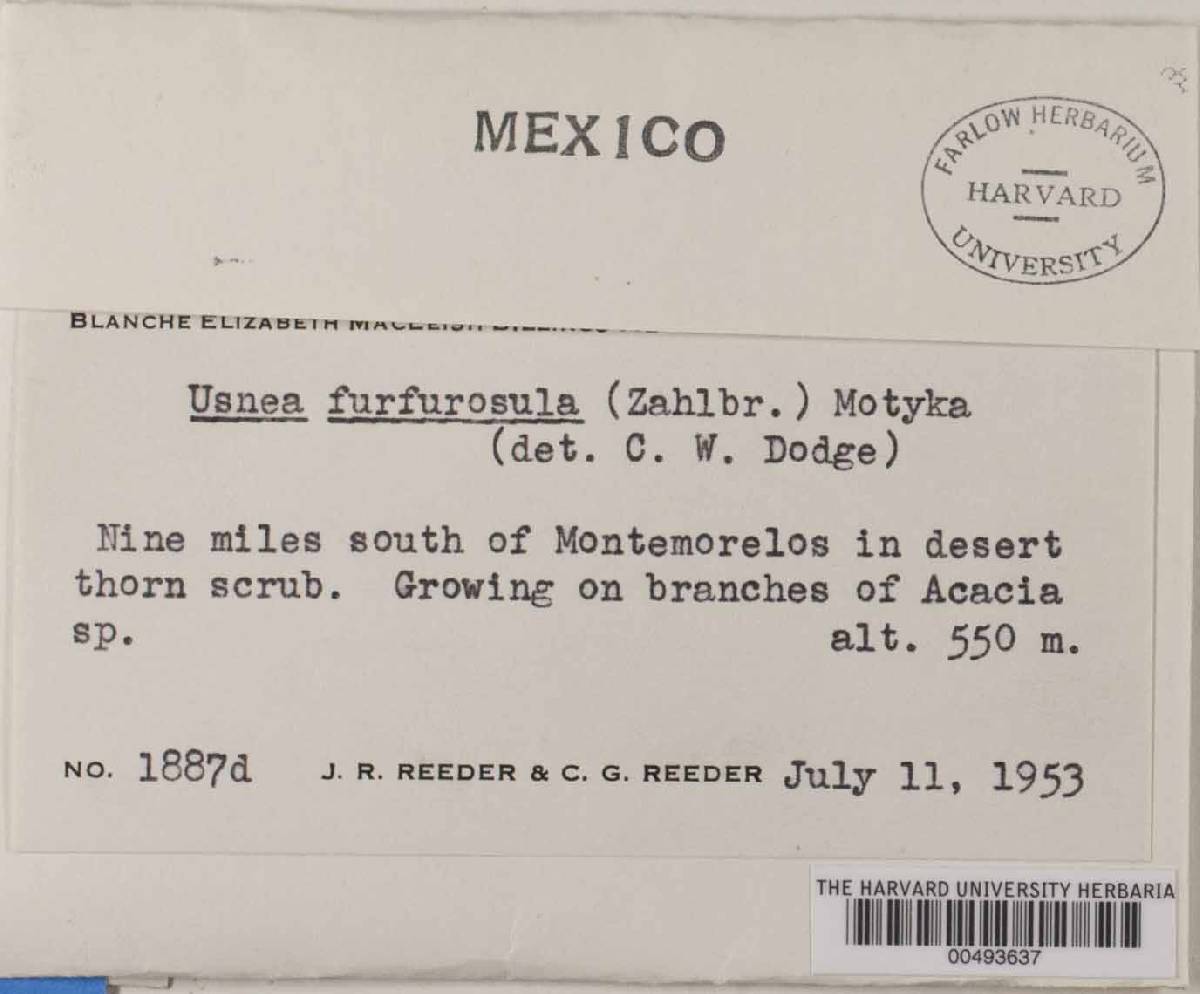 MEXICO
FARLOW HERBARIUM
HARVARD
UNIVERSITY
BLANCHE ELIZABETH
Usnea furfurosula (Zahlbr.) Motyka
(det. C. W. Dodge)
Nine miles south of Montemorelos in desert
thorn scrub. Growing on branches of Acacia
sp. alt. 550 m.
NO. 1887d J. R. REEDER & C. G. REEDER July 11, 1953
THE HARVARD UNIVERSITY HERBARIA
00493637